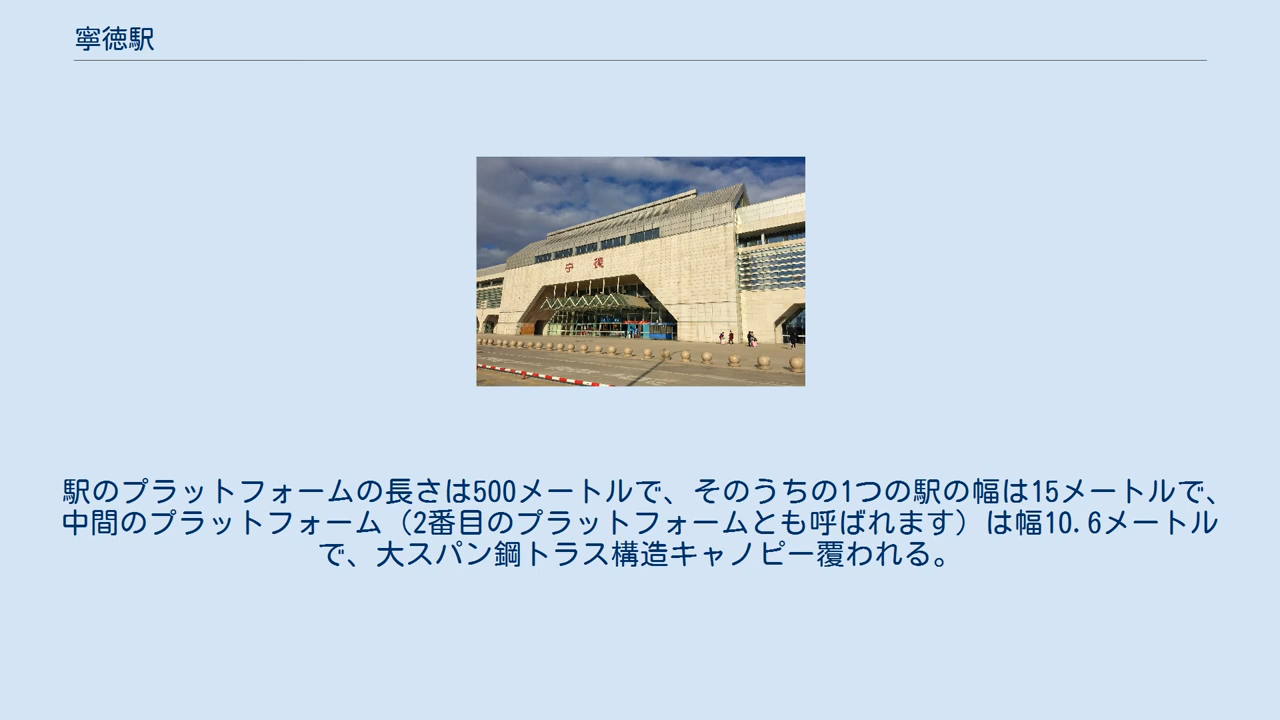 寧徳駅
宁德
駅のプラットフォームの長さは500メートルで、そのうちの1つの駅の幅は15メートルで、
中間のプラットフォーム（2番目のプラットフォームとも呼ばれます）は幅10.6メートル
で、大スパン鋼トラス構造キャノピー覆われる。